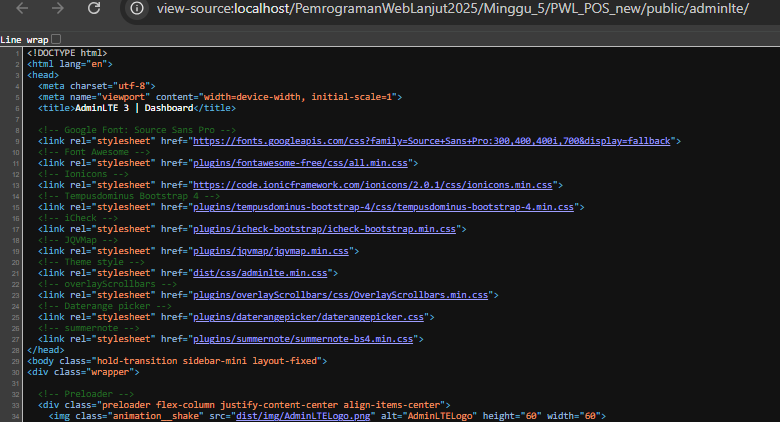 view-source:localhost/PemrogramanWebLanjut2025/Minggu_5/PWL_POS_new/public/adminlte/
Line wrap
1 <!DOCTYPE html>
2 <html lang="en">
3 <head>
4 <meta charset="utf-8">
5 <meta name="viewport" content="width=device-width, initial-scale=1">
6 <title>AdminLTE 3 | Dashboard</title>
7
8 <!-- Google Font: Source Sans Pro -->
9 <link rel="stylesheet" href="https://fonts.googleapis.com/css?family=Source+Sans+Pro:300,400,400i,700&display=fallback">
10 <!-- Font Awesome -->
11 <link rel="stylesheet" href="plugins/fontawesome-free/css/all.min.css">
12 <!-- Ionicons -->
13 <link rel="stylesheet" href="https://code.ionicframework.com/ionicons/2.0.1/css/ionicons.min.css">
14 <!-- Tempusdominus Bootstrap 4 -->
15 <link rel="stylesheet" href="plugins/tempusdominus-bootstrap-4/css/tempusdominus-bootstrap-4.min.css">
16 <!-- iCheck -->
17 <link rel="stylesheet" href="plugins/icheck-bootstrap/icheck-bootstrap.min.css">
18 <!-- JQVMap -->
19 <link rel="stylesheet" href="plugins/jqvmap/jqvmap.min.css">
20 <!-- Theme style -->
21 <link rel="stylesheet" href="dist/css/adminlte.min.css">
22 <!-- overlayScrollbars -->
23 <link rel="stylesheet" href="plugins/overlayScrollbars/css/OverlayScrollbars.min.css">
24 <!-- Daterange picker -->
25 <link rel="stylesheet" href="plugins/daterangepicker/daterangepicker.css">
26 <!-- summernote -->
27 <link rel="stylesheet" href="plugins/summernote/summernote-bs4.min.css">
28 </head>
29 <body class="hold-transition sidebar-mini layout-fixed">
30 <div class="wrapper">
31
32 <!-- Preloader -->
33 <div class="preloader flex-column justify-content-center align-items-center">
34 <img class="animation__shake" src="dist/img/AdminLTELogo.png" alt="AdminLTELogo" height="60" width="60">